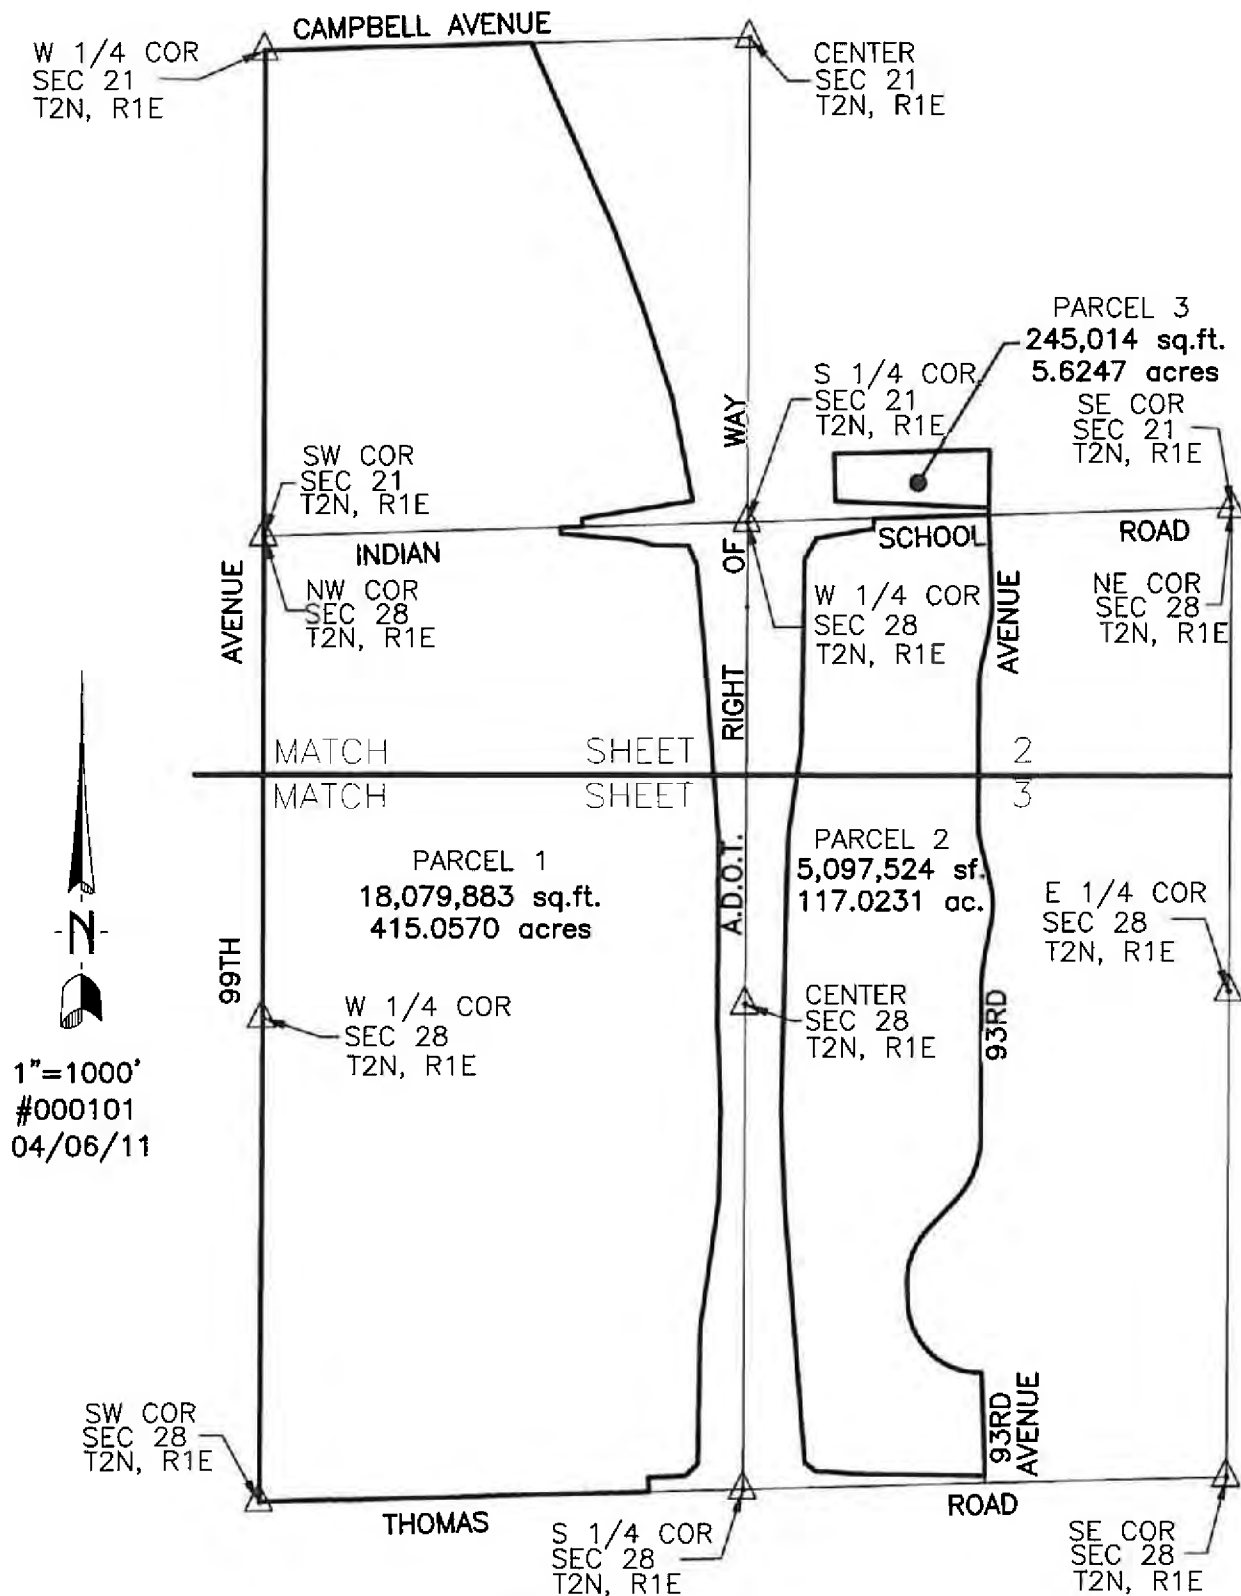 CAMPBELL AVENUE
W 1/4 COR
SEC 21
T2N, R1E
CENTER
SEC 21
T2N, R1E
PARCEL 3
245,014 sq.ft.
5.6247 acres
S 1/4 COR
SEC 21
T2N, R1E
SE COR
SEC 21
T2N, R1E
SW COR
SEC 21
T2N, R1E
INDIAN
SCHOOL
ROAD
NW COR
SEC 28
T2N, R1E
W 1/4 COR
SEC 28
T2N, R1E
NE COR
SEC 28
T2N, R1E
AVENUE
A.D.O.T. RIGHT OF WAY
AVENUE
MATCH SHEET 2
MATCH SHEET 3
PARCEL 1
18,079,883 sq.ft.
415.0570 acres
PARCEL 2
5,097,524 sf.
117.0231 ac.
E 1/4 COR
SEC 28
T2N, R1E
N
99TH
W 1/4 COR
SEC 28
T2N, R1E
CENTER
SEC 28
T2N, R1E
93RD
1"=1000'
#000101
04/06/11
93RD
AVENUE
SW COR
SEC 28
T2N, R1E
THOMAS
ROAD
S 1/4 COR
SEC 28
T2N, R1E
SE COR
SEC 28
T2N, R1E